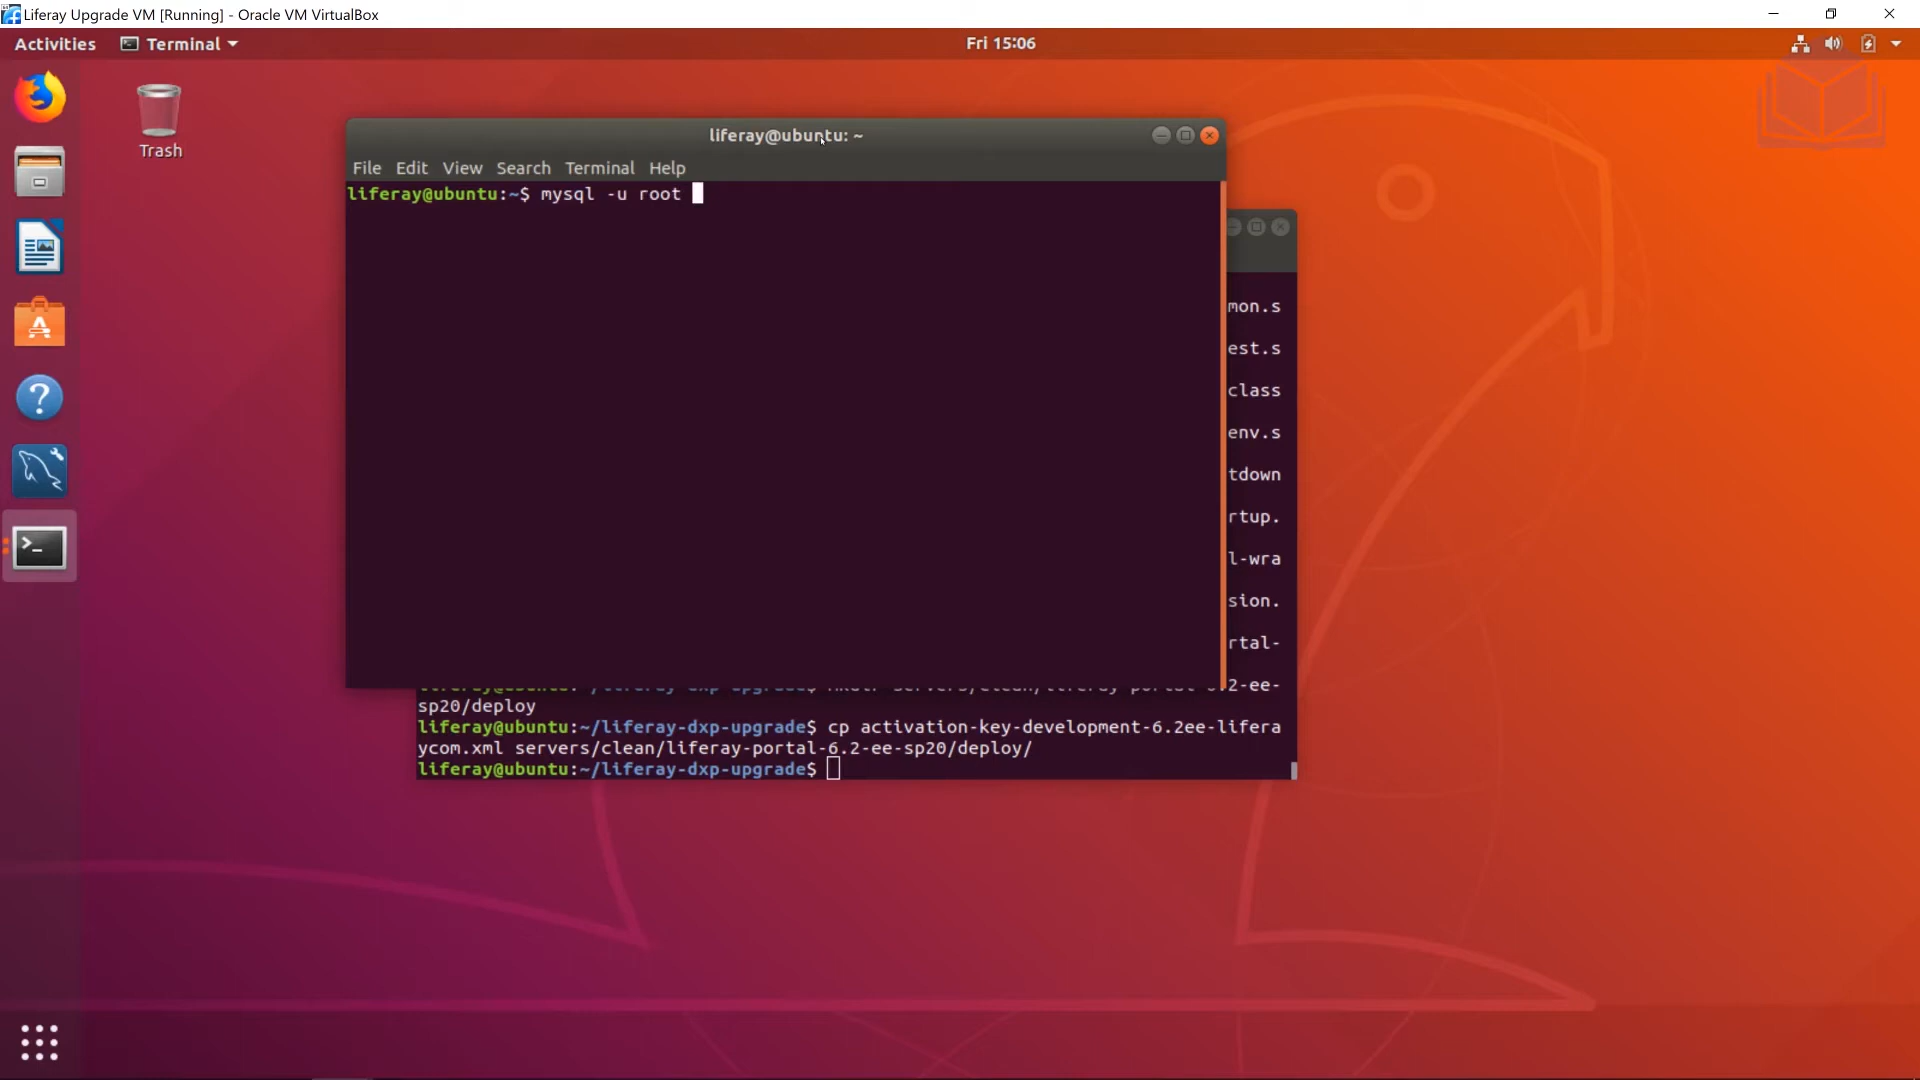 Liferay Upgrade VM [Running] - Oracle VM VirtualBox
Activities Terminal Fri 15:06
Trash
liferay@ubuntu: ~
File Edit View Search Terminal Help
liferay@ubuntu:~$ mysql -u root
mon.s
est.s
class
env.s
tdown
rtup.
l-wra
sion.
rtal-
2-ee-
sp20/deploy
liferay@ubuntu:~/liferay-dxp-upgrade$ cp activation-key-development-6.2ee-lifera
ycom.xml servers/clean/liferay-portal-6.2-ee-sp20/deploy/
liferay@ubuntu:~/liferay-dxp-upgrade$